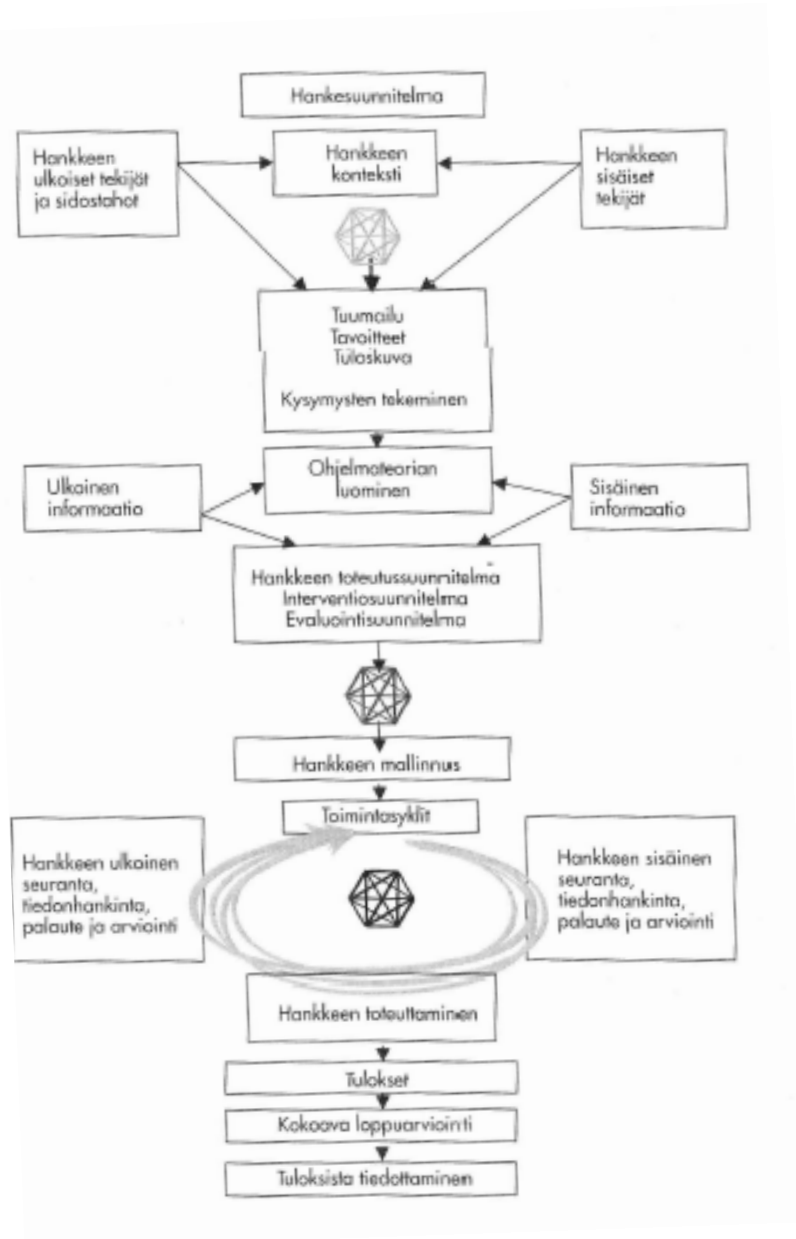 Hankesuunnitelma
Hankkeen
ulkoiset tekijät
ja sidostahot
Hankkeen
konteksti
Hankkeen
sisäiset
tekijät
Tuumailu
Tavoitteet
Tuloskuva
Kysymysten tekeminen
Ulkoinen
informaatio
Ohjelmateorian
luominen
Sisäinen
informaatio
Hankkeen toteutussuunnitelma
Interventiosuunnitelma
Evaluointisuunnitelma
Hankkeen mallinnus
Toimintasyklit
Hankkeen ulkoinen
seuranta,
tiedonhankinta,
palaute ja arviointi
Hankkeen sisäinen
seuranta,
tiedonhankinta,
palaute ja arviointi
Hankkeen toteuttaminen
Tulokset
Kokoava loppuarviointi
Tuloksista tiedottaminen